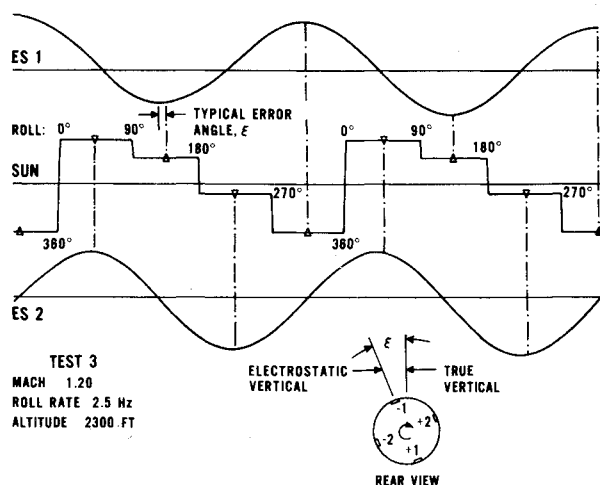 ES 1
TYPICAL ERROR
ANGLE, ε
ROLL: 0° 90° 180° 0° 90° 180°
SUN
270° 270°
360° 360°
ES 2
TEST 3
MACH 1.20
ROLL RATE 2.5 Hz
ALTITUDE 2300 FT
ε
ELECTROSTATIC
VERTICAL
TRUE
VERTICAL
-1
+2
-2
+1
REAR VIEW